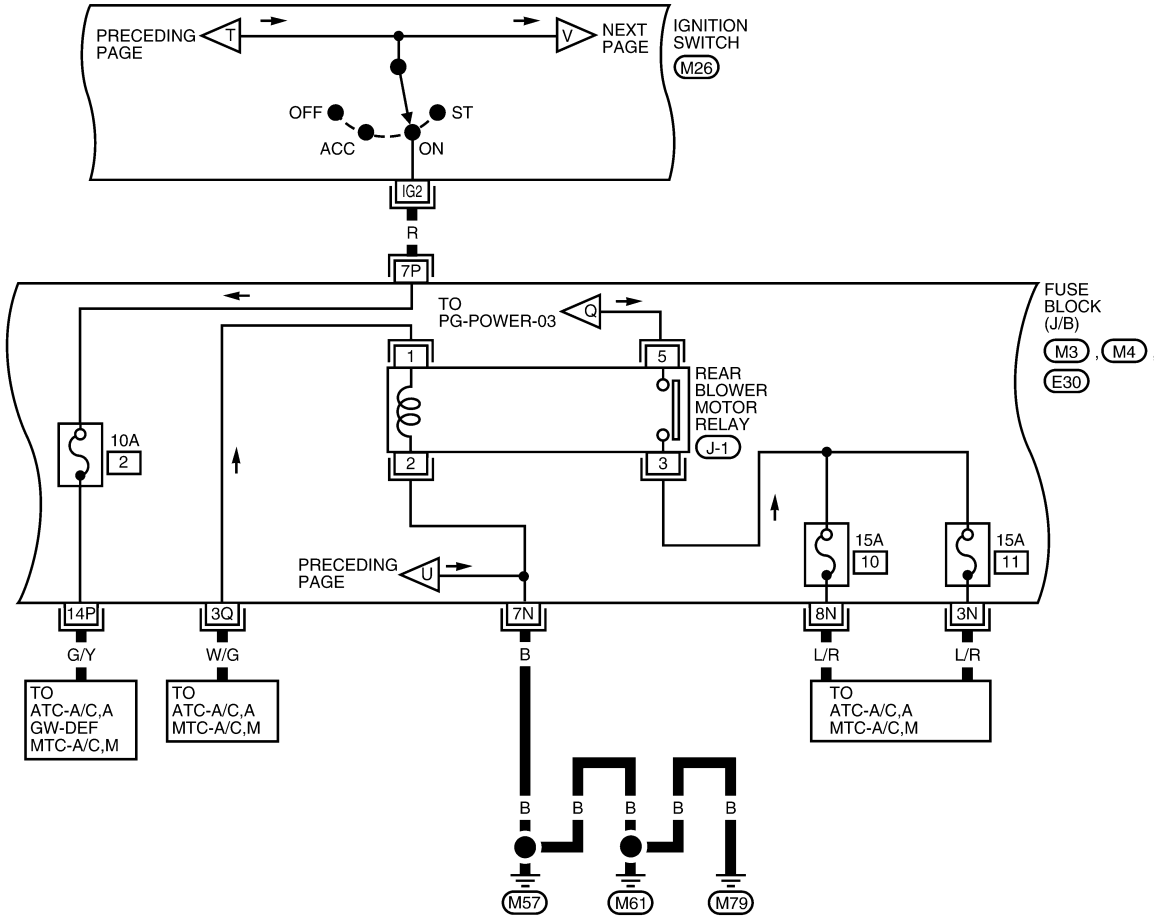 PRECEDING
PAGE
T
V
NEXT
PAGE
IGNITION
SWITCH
M26
OFF
ST
ACC
ON
IG2
R
7P
TO
PG-POWER-03
Q
FUSE
BLOCK
(J/B)
M3 , M4 ,
E30
1
5
REAR
BLOWER
MOTOR
RELAY
J-1
10A
2
2
3
15A
10
15A
11
PRECEDING
PAGE
U
14P
3Q
7N
8N
3N
G/Y
W/G
B
L/R
L/R
TO
ATC-A/C,A
GW-DEF
MTC-A/C,M
TO
ATC-A/C,A
MTC-A/C,M
TO
ATC-A/C,A
MTC-A/C,M
B
B
B
B
B
M57
M61
M79